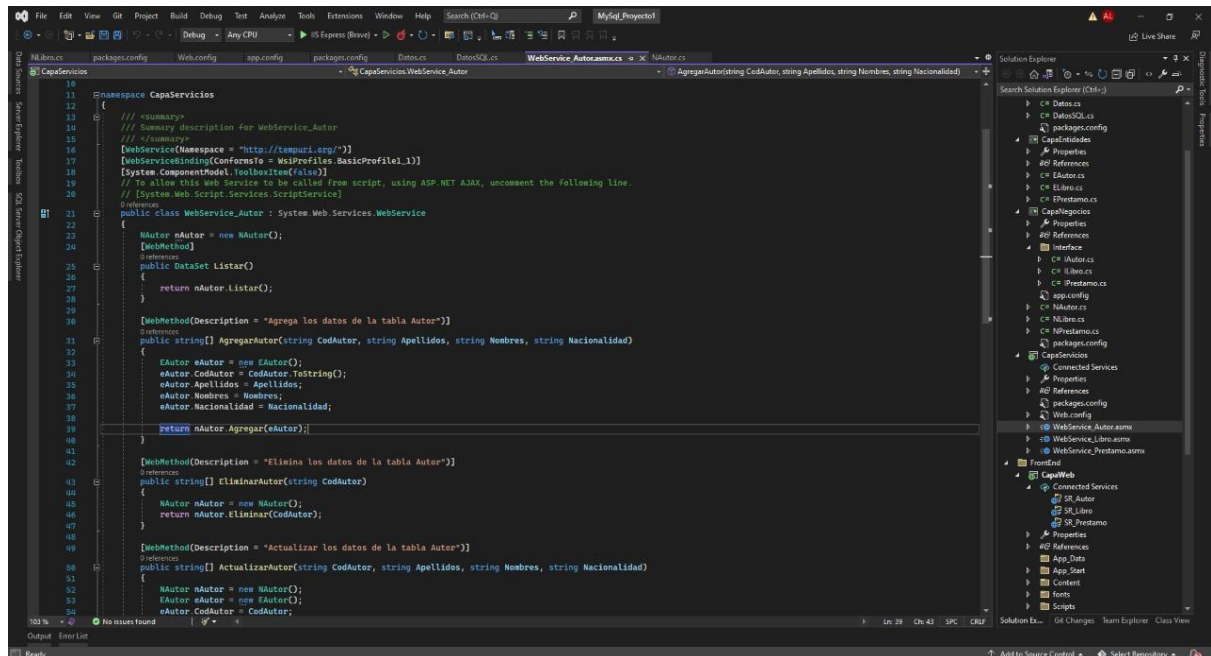 File Edit View Git Project Build Debug Test Analyze Tools Extensions Window Help Search (Ctrl+Q) MySql_Proyecto1 AL
Debug Any CPU IIS Express (Brave) Live Share
NLibro.cs packages.config Web.config app.config packages.config Datos.cs DatosSQL.cs WebService_Autor.asmx.cs NAutor.cs
CapaServicios CapaServicios.WebService_Autor AgregarAutor(string CodAutor, string Apellidos, string Nombres, string Nacionalidad)
Data Sources
Server Explorer
Toolbox
SQL Server Object Explorer
10
11 namespace CapaServicios
12 {
13 /// <summary>
14 /// Summary description for WebService_Autor
15 /// </summary>
16 [WebService(Namespace = "http://tempuri.org/")]
17 [WebServiceBinding(ConformsTo = WsiProfiles.BasicProfile1_1)]
18 [System.ComponentModel.ToolboxItem(false)]
19 // To allow this Web Service to be called from script, using ASP.NET AJAX, uncomment the following line.
20 // [System.Web.Script.Services.ScriptService]
0 references
21 public class WebService_Autor : System.Web.Services.WebService
22 {
23 NAutor nAutor = new NAutor();
24 [WebMethod]
0 references
25 public DataSet Listar()
26 {
27 return nAutor.Listar();
28 }
29
30 [WebMethod(Description = "Agrega los datos de la tabla Autor")]
0 references
31 public string[] AgregarAutor(string CodAutor, string Apellidos, string Nombres, string Nacionalidad)
32 {
33 EAutor eAutor = new EAutor();
34 eAutor.CodAutor = CodAutor.ToString();
35 eAutor.Apellidos = Apellidos;
36 eAutor.Nombres = Nombres;
37 eAutor.Nacionalidad = Nacionalidad;
38
39 return nAutor.Agregar(eAutor);
40 }
41
42 [WebMethod(Description = "Elimina los datos de la tabla Autor")]
0 references
43 public string[] EliminarAutor(string CodAutor)
44 {
45 NAutor nAutor = new NAutor();
46 return nAutor.Eliminar(CodAutor);
47 }
48
49 [WebMethod(Description = "Actualizar los datos de la tabla Autor")]
0 references
50 public string[] ActualizarAutor(string CodAutor, string Apellidos, string Nombres, string Nacionalidad)
51 {
52 NAutor nAutor = new NAutor();
53 EAutor eAutor = new EAutor();
54 eAutor.CodAutor = CodAutor;
103 % No issues found Ln: 39 Ch: 43 SPC CRLF
Output Error List
Ready Add to Source Control Select Repository
Solution Explorer
Search Solution Explorer (Ctrl+;)
C# Datos.cs
C# DatosSQL.cs
packages.config
CapaEntidades
Properties
References
C# EAutor.cs
C# ELibro.cs
C# EPrestamo.cs
CapaNegocios
Properties
References
Interface
C# IAutor.cs
C# ILibro.cs
C# IPrestamo.cs
app.config
C# NAutor.cs
C# NLibro.cs
C# NPrestamo.cs
packages.config
CapaServicios
Connected Services
Properties
References
packages.config
Web.config
WebService_Autor.asmx
WebService_Libro.asmx
WebService_Prestamo.asmx
FrontEnd
CapaWeb
Connected Services
SR_Autor
SR_Libro
SR_Prestamo
Properties
References
App_Data
App_Start
Content
fonts
Scripts
Solution Ex... Git Changes Team Explorer Class View
Diagnostic Tools
Properties